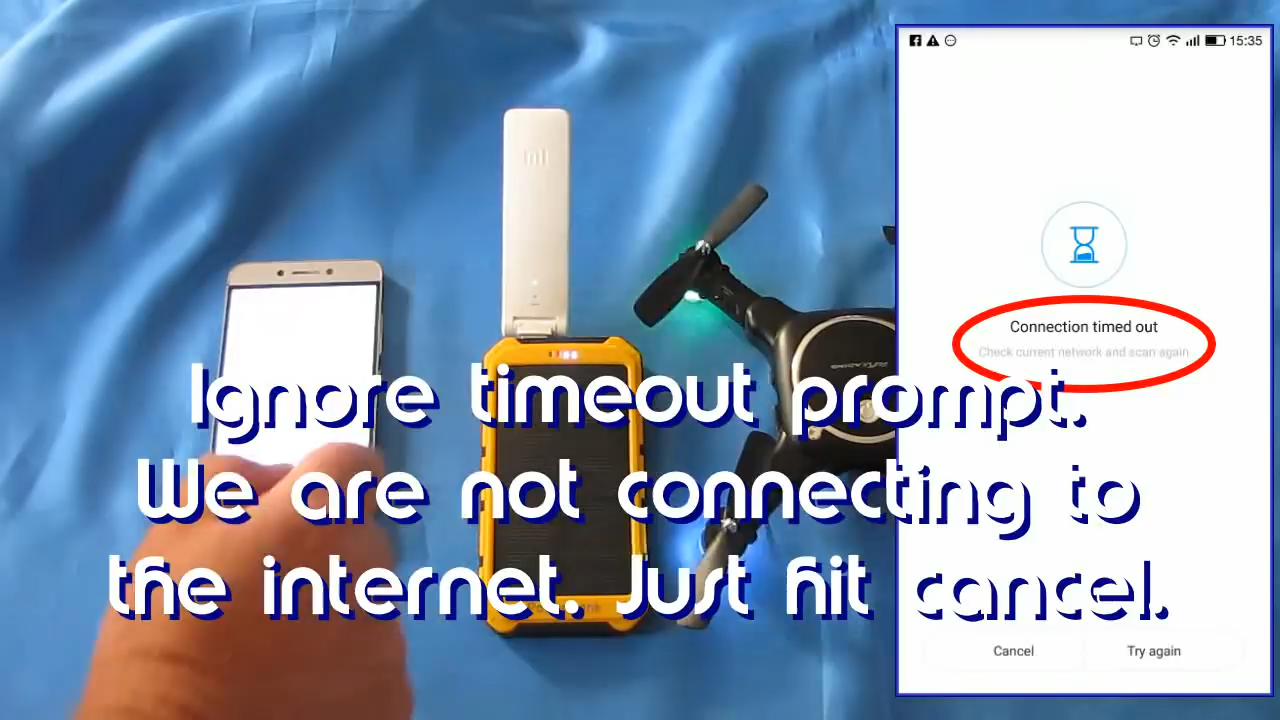 15:35
mi
Connection timed out
Check current network and scan again
Ignore timeout prompt.
We are not connecting to
the internet. Just hit cancel.
Cancel
Try again